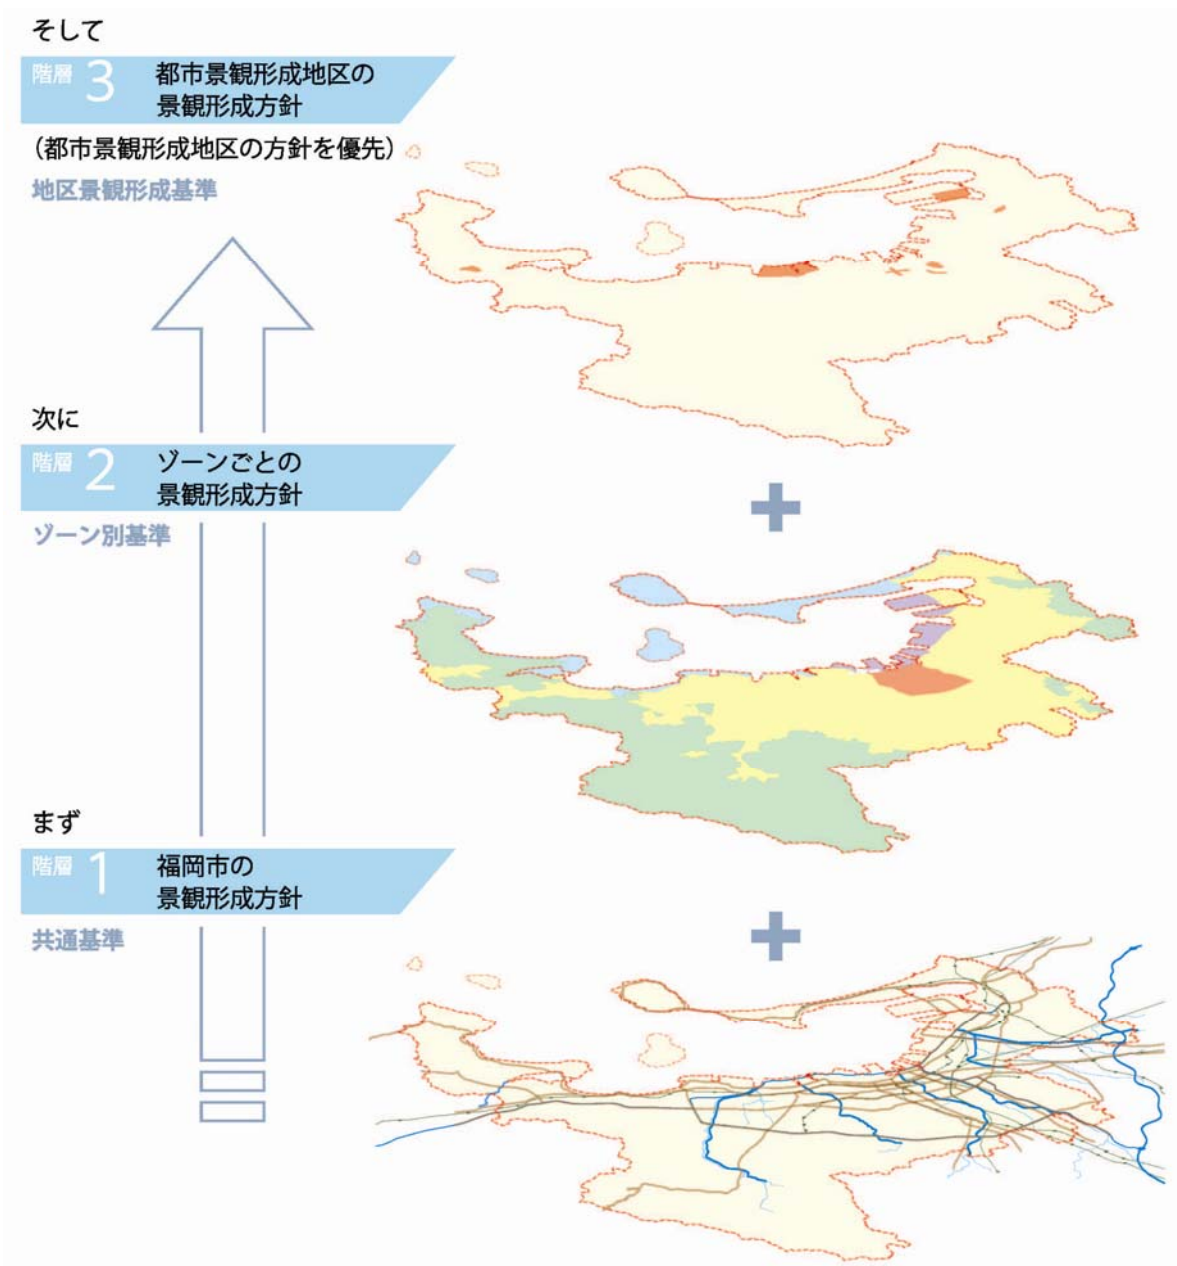 そして
階層 3 都市景観形成地区の
景観形成方針
（都市景観形成地区の方針を優先）
地区景観形成基準
次に
階層 2 ゾーンごとの
景観形成方針
ゾーン別基準
まず
階層 1 福岡市の
景観形成方針
共通基準